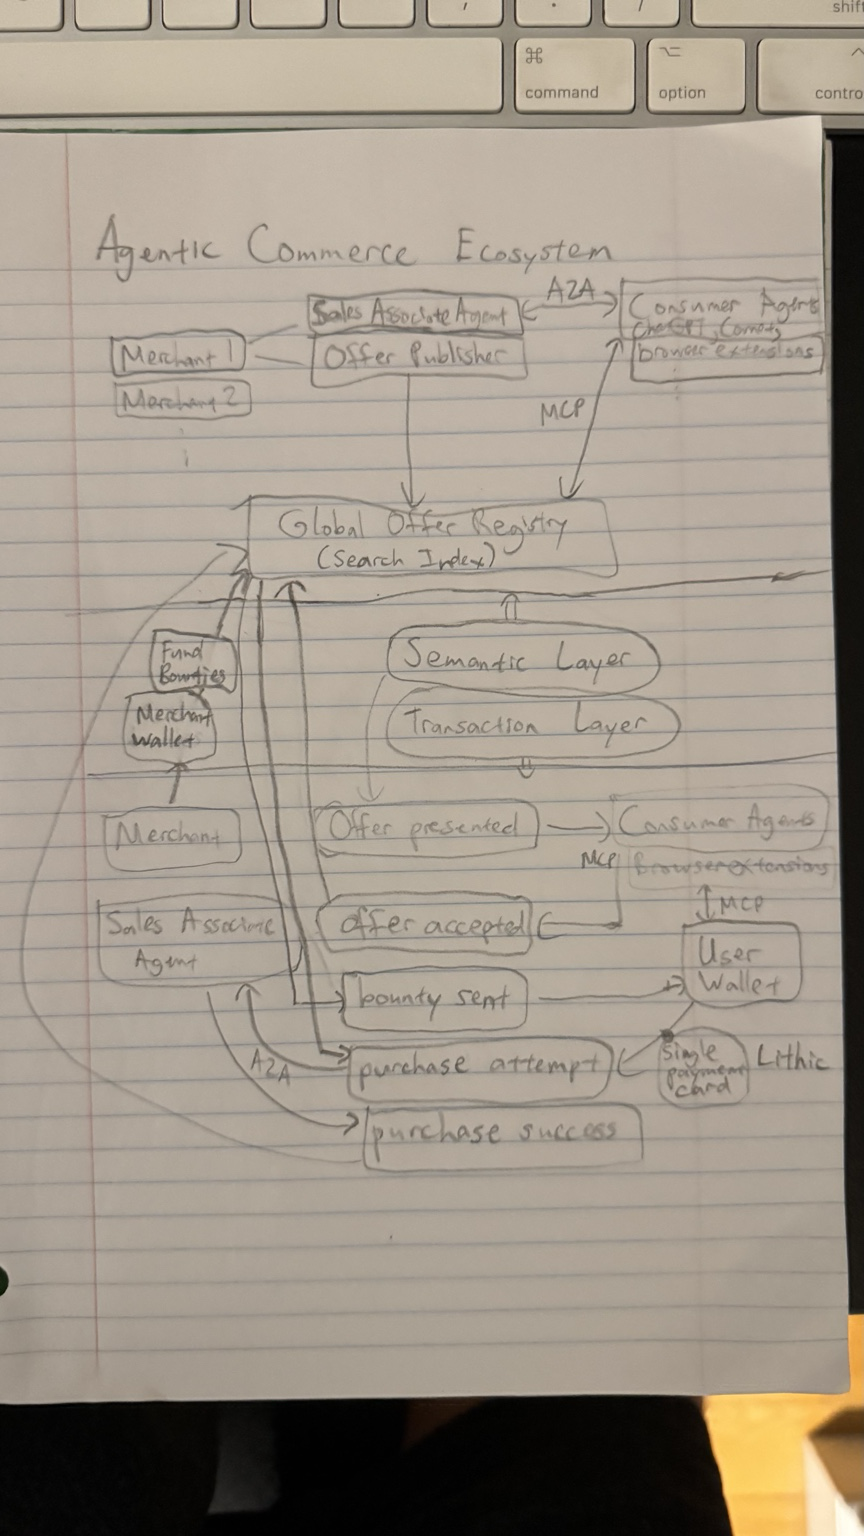 shift
⌘
command
⌥
option
⌃
contro
Agentic Commerce Ecosystem
Sales Associate Agent
A2A
Consumer Agents
ChatGPT, Comet,
browser extensions
Merchant 1
Offer Publisher
Merchant 2
MCP
Global Offer Registry
(Search Index)
Fund
Bounties
Semantic Layer
Merchant
Wallet
Transaction Layer
Merchant
Offer presented
Consumer Agents
MCP
Browser extensions
MCP
Sales Associate
Agent
offer accepted
User
Wallet
bounty sent
A2A
purchase attempt
Single
payment
card
Lithic
purchase success